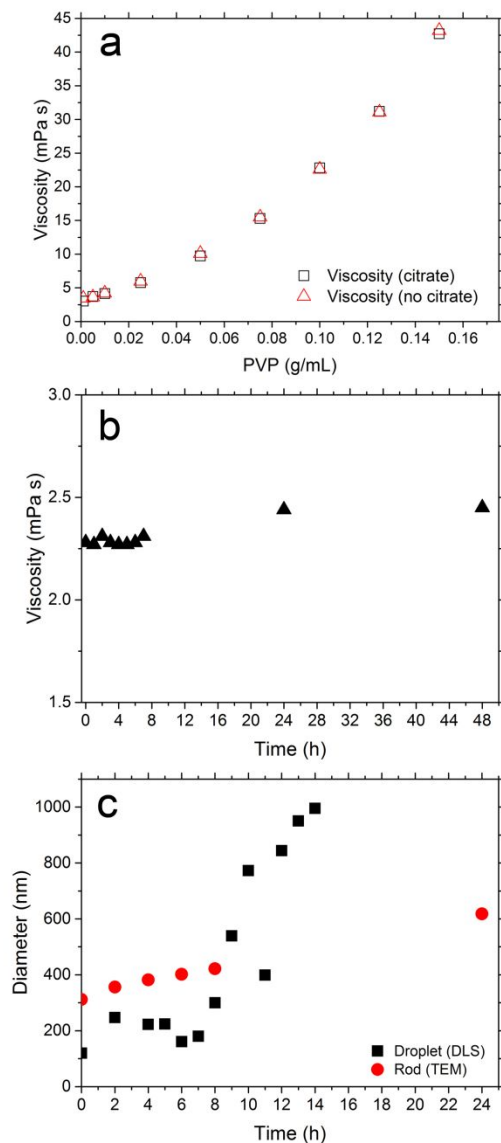 a
45
40
35
30
25
20
15
10
5
0
Viscosity (mPa s)
Viscosity (citrate)
Viscosity (no citrate)
0.00 0.02 0.04 0.06 0.08 0.10 0.12 0.14 0.16
PVP (g/mL)
b
3.0
2.5
2.0
1.5
Viscosity (mPa s)
0 4 8 12 16 20 24 28 32 36 40 44 48
Time (h)
c
1000
800
600
400
200
0
Diameter (nm)
Droplet (DLS)
Rod (TEM)
0 2 4 6 8 10 12 14 16 18 20 22 24
Time (h)